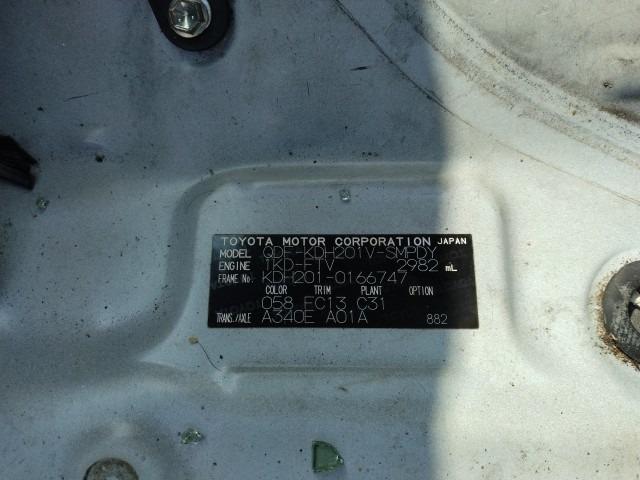 TOYOTA MOTOR CORPORATION JAPAN
MODEL QDF-KDH201V-SMPDY
ENGINE 1KD-FTV 2982 mL
FRAME No. KDH201-0166747
COLOR TRIM PLANT OPTION
058 FC13 C31
TRANS./AXLE A340E A01A 882